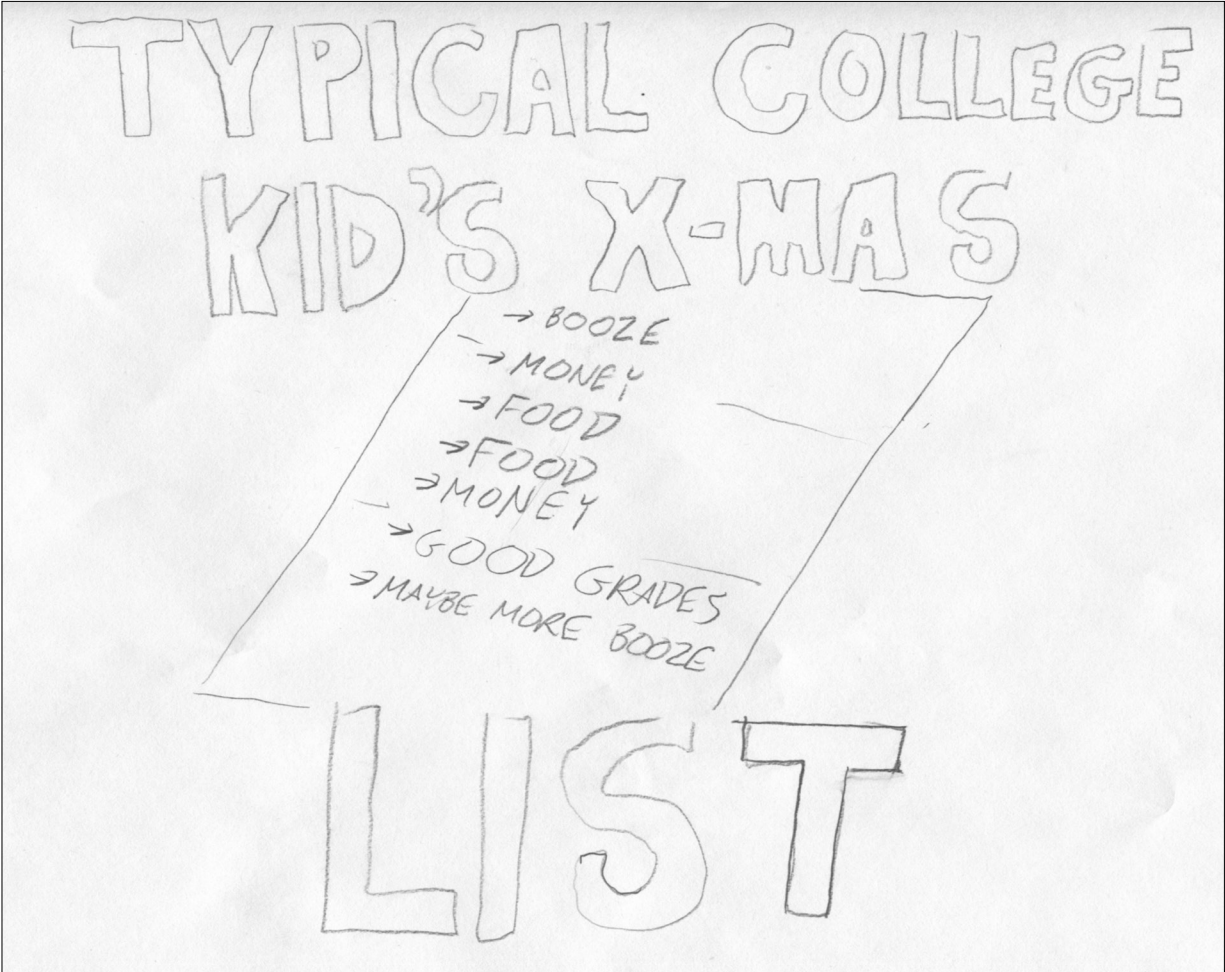 TYPICAL COLLEGE
KID'S X-MAS
→ BOOZE
→ MONEY
→ FOOD
→ FOOD
→ MONEY
→ GOOD GRADES
→ MAYBE MORE BOOZE
LIST